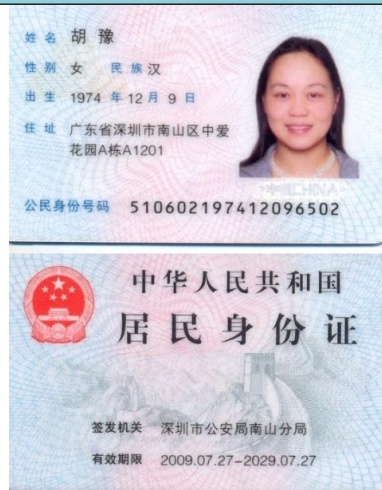 姓名 胡豫
性别 女 民族 汉
出生 1974 年 12 月 9 日
住址 广东省深圳市南山区中爱
花园A栋A1201
公民身份号码 510602197412096502
中华人民共和国
居民身份证
签发机关 深圳市公安局南山分局
有效期限 2009.07.27-2029.07.27